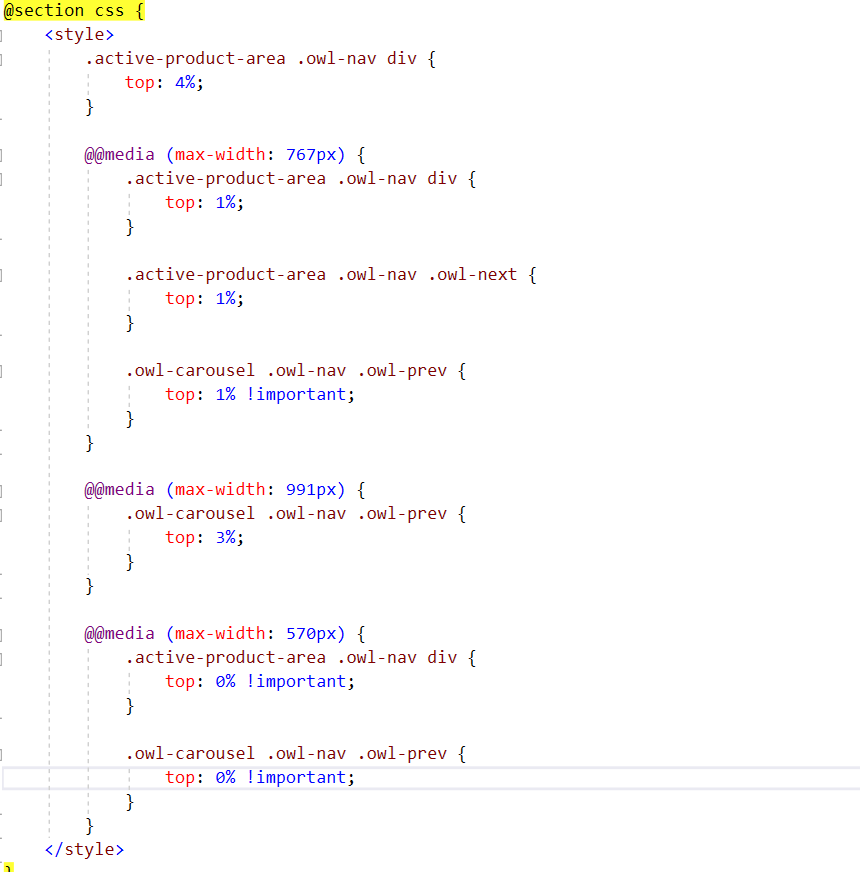 @section css {
<style>
.active-product-area .owl-nav div {
top: 4%;
}
@@media (max-width: 767px) {
.active-product-area .owl-nav div {
top: 1%;
}
.active-product-area .owl-nav .owl-next {
top: 1%;
}
.owl-carousel .owl-nav .owl-prev {
top: 1% !important;
}
}
@@media (max-width: 991px) {
.owl-carousel .owl-nav .owl-prev {
top: 3%;
}
}
@@media (max-width: 570px) {
.active-product-area .owl-nav div {
top: 0% !important;
}
.owl-carousel .owl-nav .owl-prev {
top: 0% !important;
}
}
</style>
}